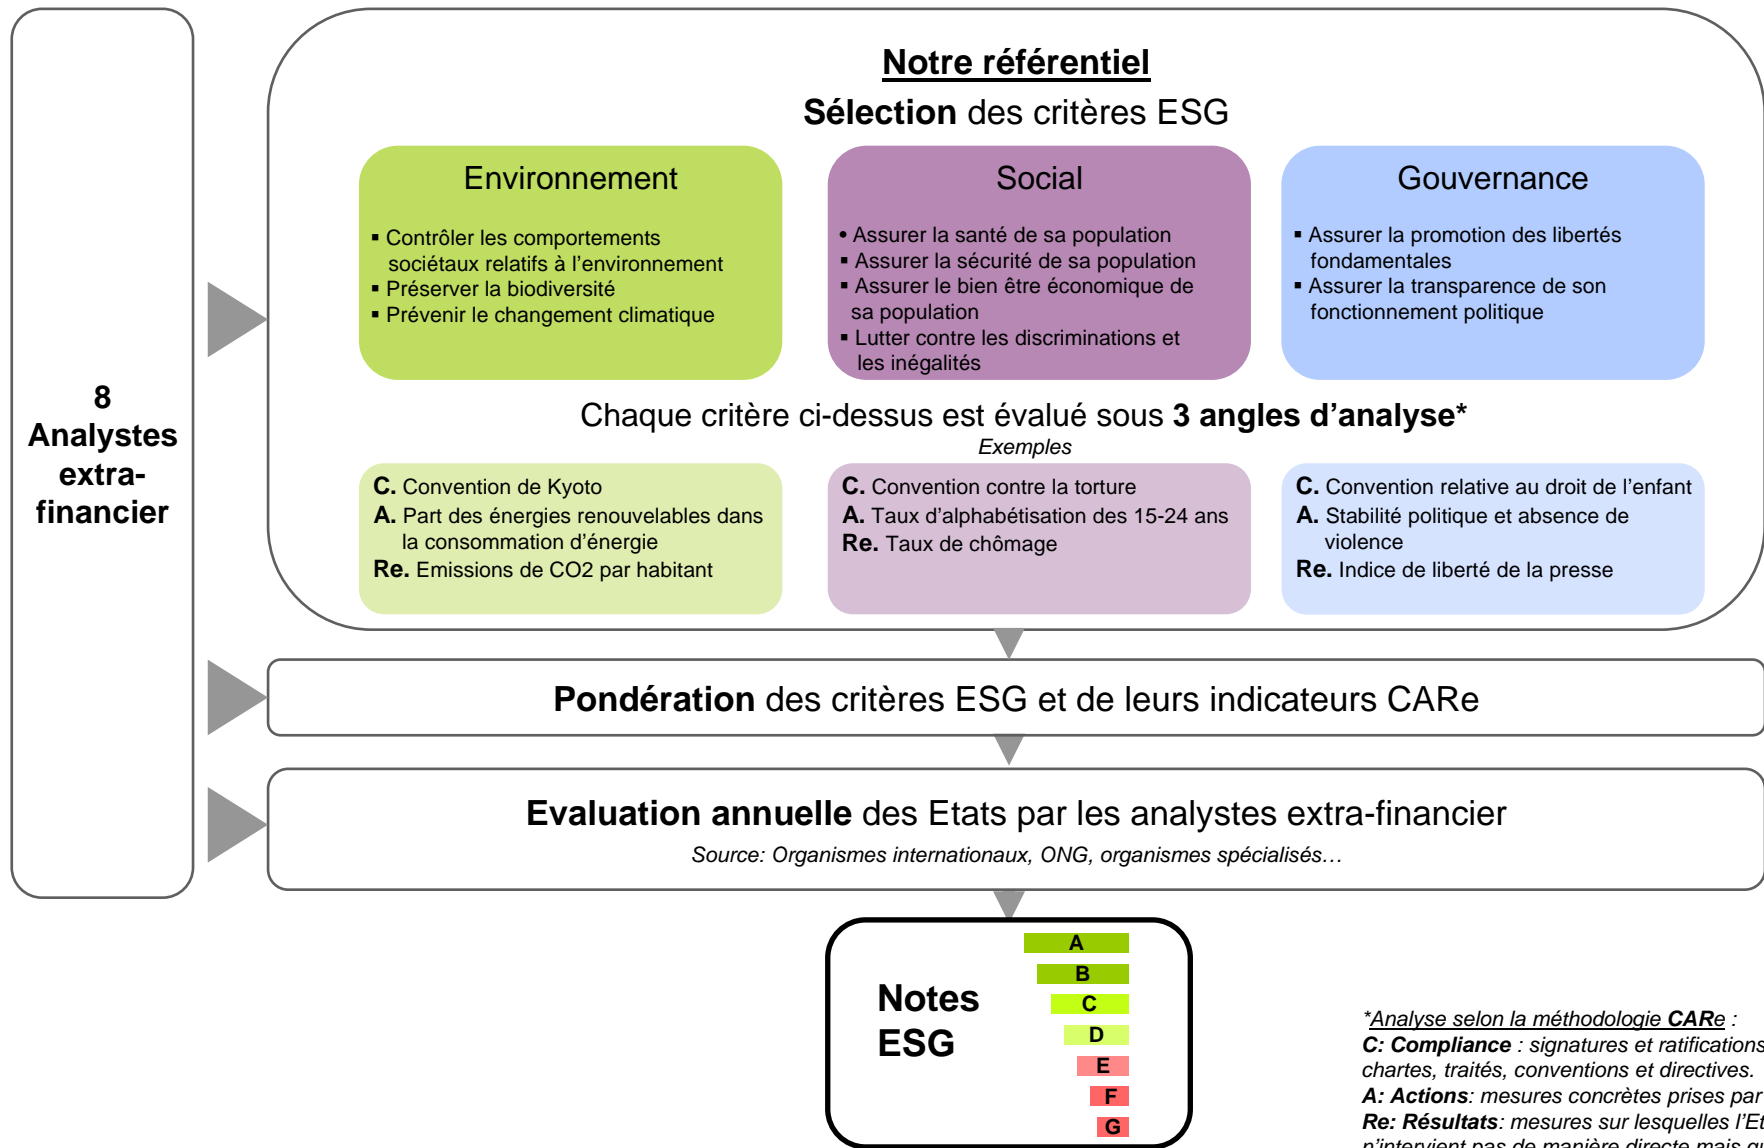 8
Analystes
extra-
financier
Notre référentiel
Sélection des critères ESG
Environnement
▪ Contrôler les comportements
sociétaux relatifs à l’environnement
▪ Préserver la biodiversité
▪ Prévenir le changement climatique
Social
• Assurer la santé de sa population
▪ Assurer la sécurité de sa population
▪ Assurer le bien être économique de
sa population
▪ Lutter contre les discriminations et
les inégalités
Gouvernance
▪ Assurer la promotion des libertés
fondamentales
▪ Assurer la transparence de son
fonctionnement politique
Chaque critère ci-dessus est évalué sous 3 angles d’analyse*
Exemples
C. Convention de Kyoto
A. Part des énergies renouvelables dans
la consommation d’énergie
Re. Emissions de CO2 par habitant
C. Convention contre la torture
A. Taux d’alphabétisation des 15-24 ans
Re. Taux de chômage
C. Convention relative au droit de l’enfant
A. Stabilité politique et absence de
violence
Re. Indice de liberté de la presse
Pondération des critères ESG et de leurs indicateurs CARe
Evaluation annuelle des Etats par les analystes extra-financier
Source: Organismes internationaux, ONG, organismes spécialisés…
Notes
ESG
A
B
C
D
E
F
G
*Analyse selon la méthodologie CARe :
C: Compliance : signatures et ratifications
chartes, traités, conventions et directives.
A: Actions: mesures concrètes prises par
Re: Résultats: mesures sur lesquelles l’Et
n’intervient pas de manière directe mais